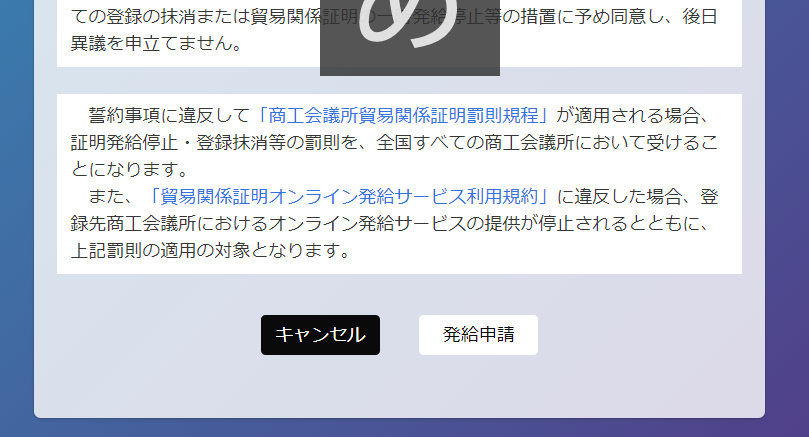 ての登録の抹消または貿易関係証明の一発給停止等の措置に予め同意し、後日
異議を申立てません。
め
誓約事項に違反して「商工会議所貿易関係証明罰則規程」が適用される場合、
証明発給停止・登録抹消等の罰則を、全国すべての商工会議所において受けるこ
とになります。
また、「貿易関係証明オンライン発給サービス利用規約」に違反した場合、登
録先商工会議所におけるオンライン発給サービスの提供が停止されるとともに、
上記罰則の適用の対象となります。
キャンセル
発給申請